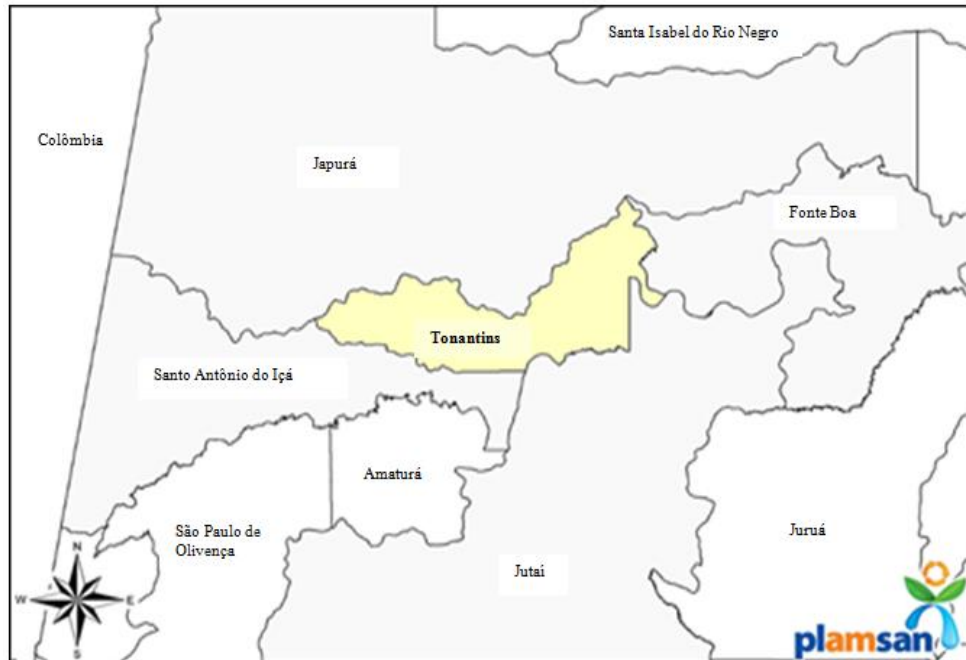 Santa Isabel do Rio Negro
Colômbia
Japurá
Fonte Boa
Tonantins
Santo Antônio do Içá
Amaturá
São Paulo de
Olivença
Juruá
Jutaí
N
W
E
S
plamsan